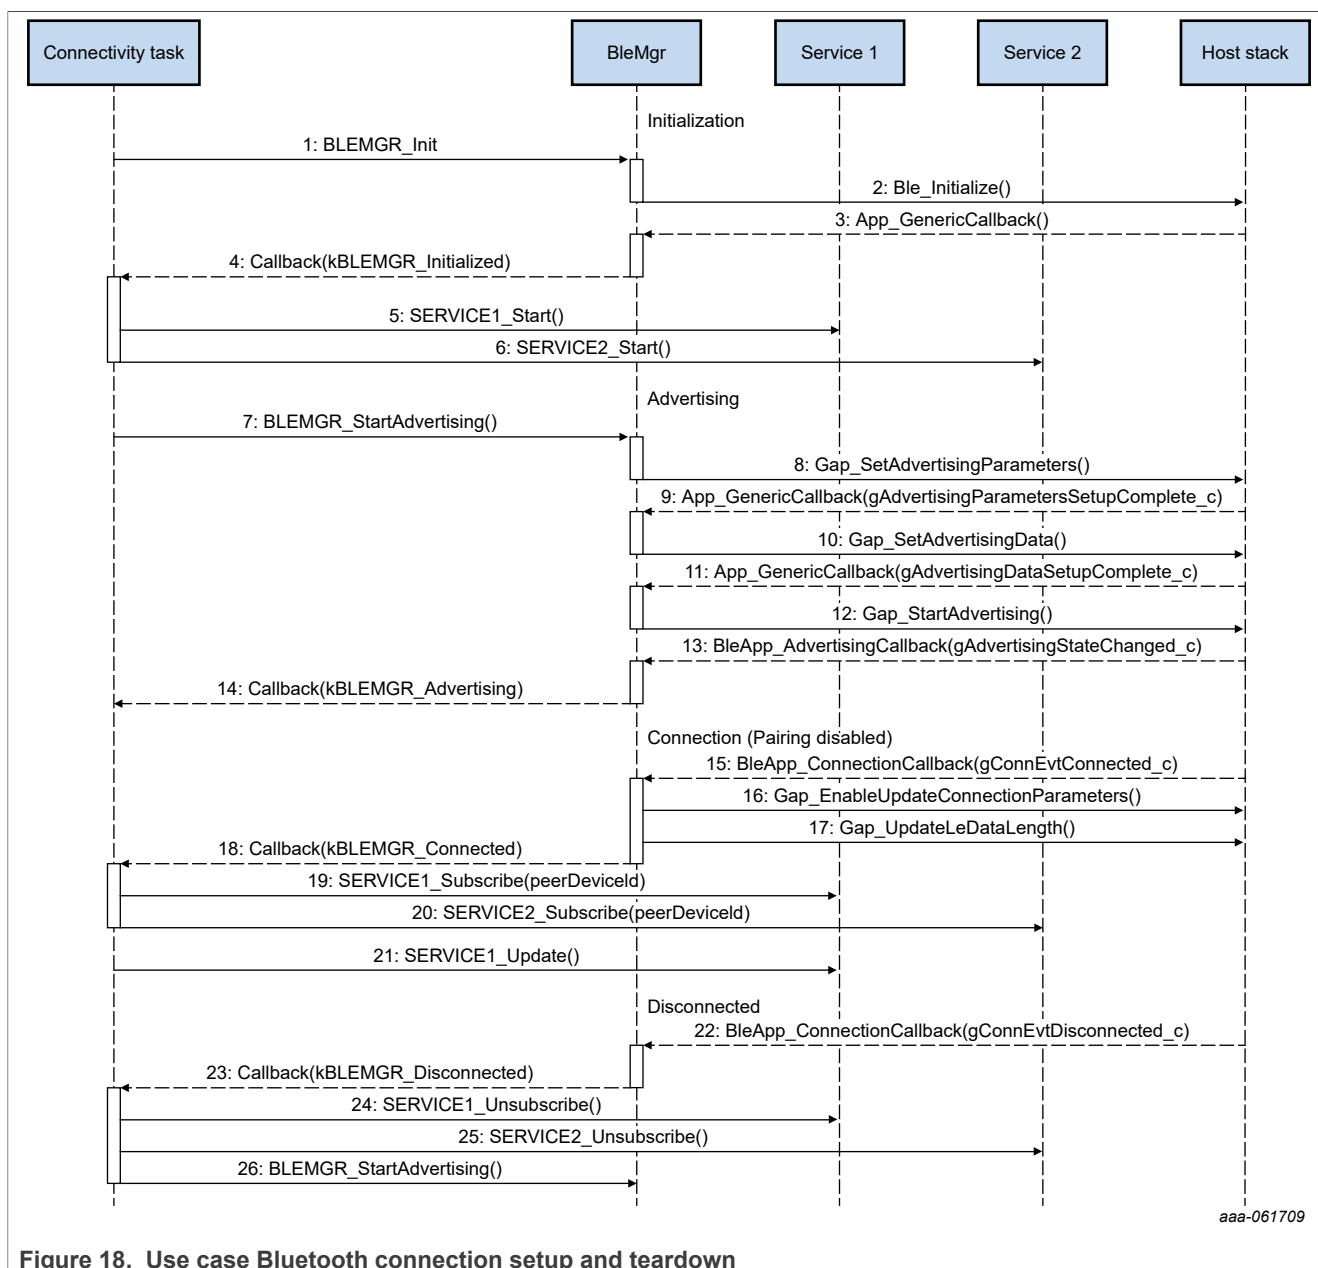 Connectivity task
BleMgr
Service 1
Service 2
Host stack
Initialization
1: BLEMGR_Init
2: Ble_Initialize()
3: App_GenericCallback()
4: Callback(kBLEMGR_Initialized)
5: SERVICE1_Start()
6: SERVICE2_Start()
Advertising
7: BLEMGR_StartAdvertising()
8: Gap_SetAdvertisingParameters()
9: App_GenericCallback(gAdvertisingParametersSetupComplete_c)
10: Gap_SetAdvertisingData()
11: App_GenericCallback(gAdvertisingDataSetupComplete_c)
12: Gap_StartAdvertising()
13: BleApp_AdvertisingCallback(gAdvertisingStateChanged_c)
14: Callback(kBLEMGR_Advertising)
Connection (Pairing disabled)
15: BleApp_ConnectionCallback(gConnEvtConnected_c)
16: Gap_EnableUpdateConnectionParameters()
17: Gap_UpdateLeDataLength()
18: Callback(kBLEMGR_Connected)
19: SERVICE1_Subscribe(peerDeviceId)
20: SERVICE2_Subscribe(peerDeviceId)
21: SERVICE1_Update()
Disconnected
22: BleApp_ConnectionCallback(gConnEvtDisconnected_c)
23: Callback(kBLEMGR_Disconnected)
24: SERVICE1_Unsubscribe()
25: SERVICE2_Unsubscribe()
26: BLEMGR_StartAdvertising()
aaa-061709
Figure 18. Use case Bluetooth connection setup and teardown